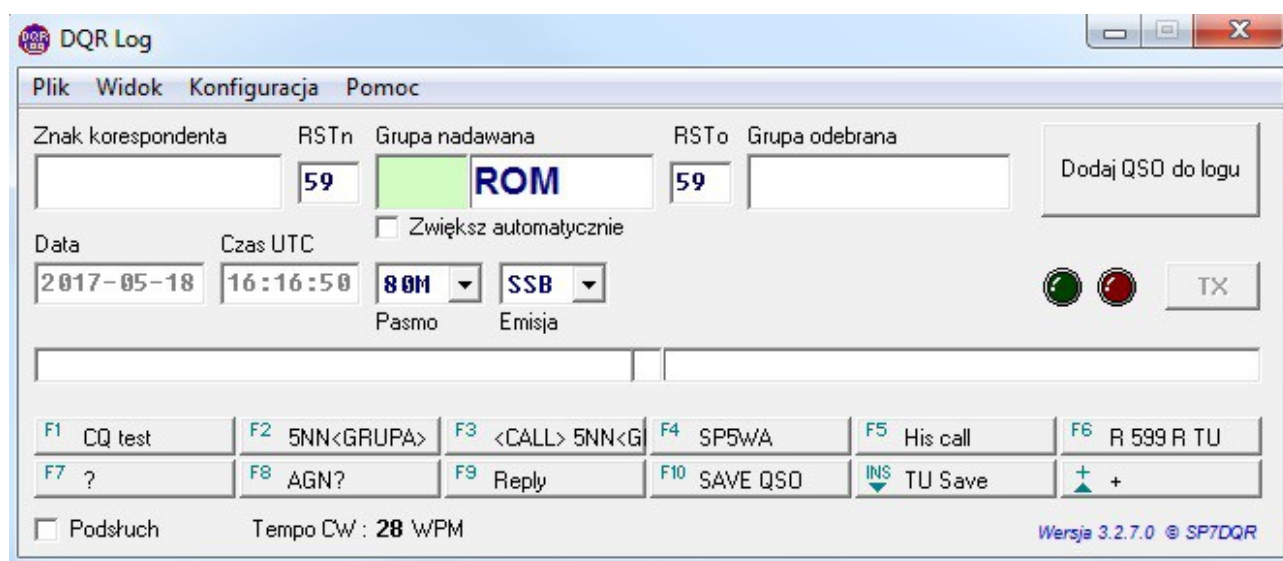 DQR Log
Plik Widok Konfiguracja Pomoc
Znak korespondenta RSTn Grupa nadawana RSTo Grupa odebrana
59 ROM 59
Dodaj QSO do logu
Zwiększ automatycznie
Data Czas UTC
2017-05-18 16:16:50 80M SSB TX
Pasmo Emisja
F1 CQ test F2 5NN<GRUPA> F3 <CALL> 5NN<G F4 SP5WA F5 His call F6 R 599 R TU
F7 ? F8 AGN? F9 Reply F10 SAVE QSO INS TU Save ± +
Podsłuch Tempo CW : 28 WPM Wersja 3.2.7.0 © SP7DQR